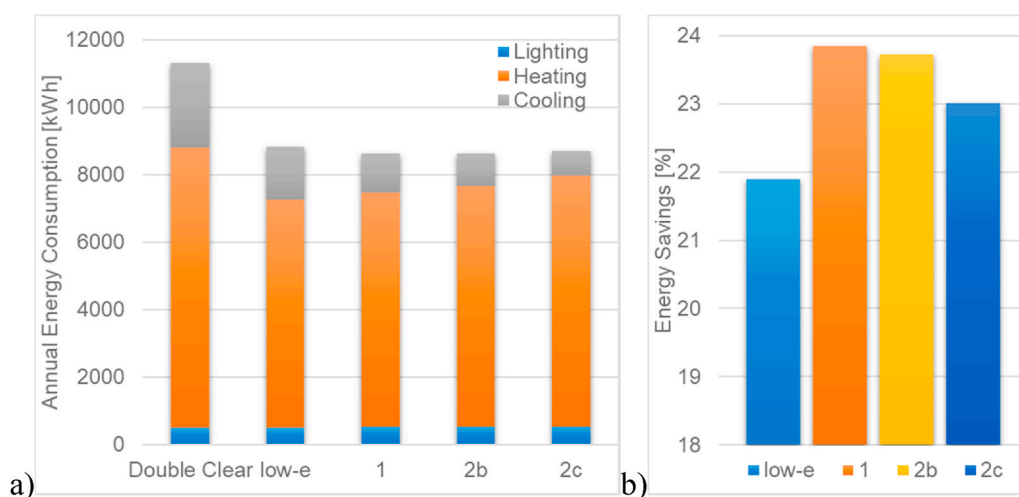 a)
Annual Energy Consumption [kWh]
12000
10000
8000
6000
4000
2000
0
Lighting
Heating
Cooling
Double Clear low-e 1 2b 2c
b)
Energy Savings [%]
24
23
22
21
20
19
18
low-e 1 2b 2c